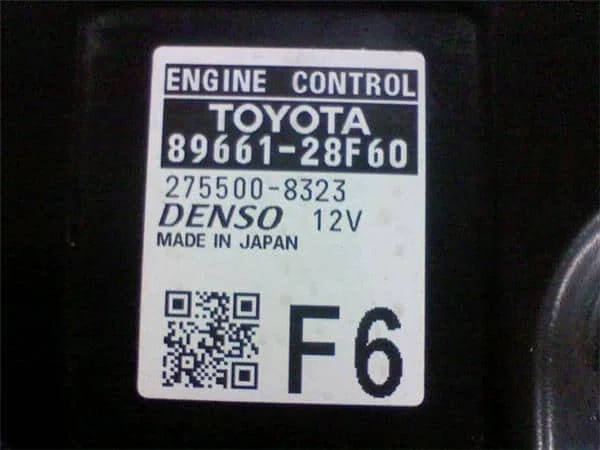 ENGINE CONTROL
TOYOTA
89661-28F60
275500-8323
DENSO 12V
MADE IN JAPAN
F6